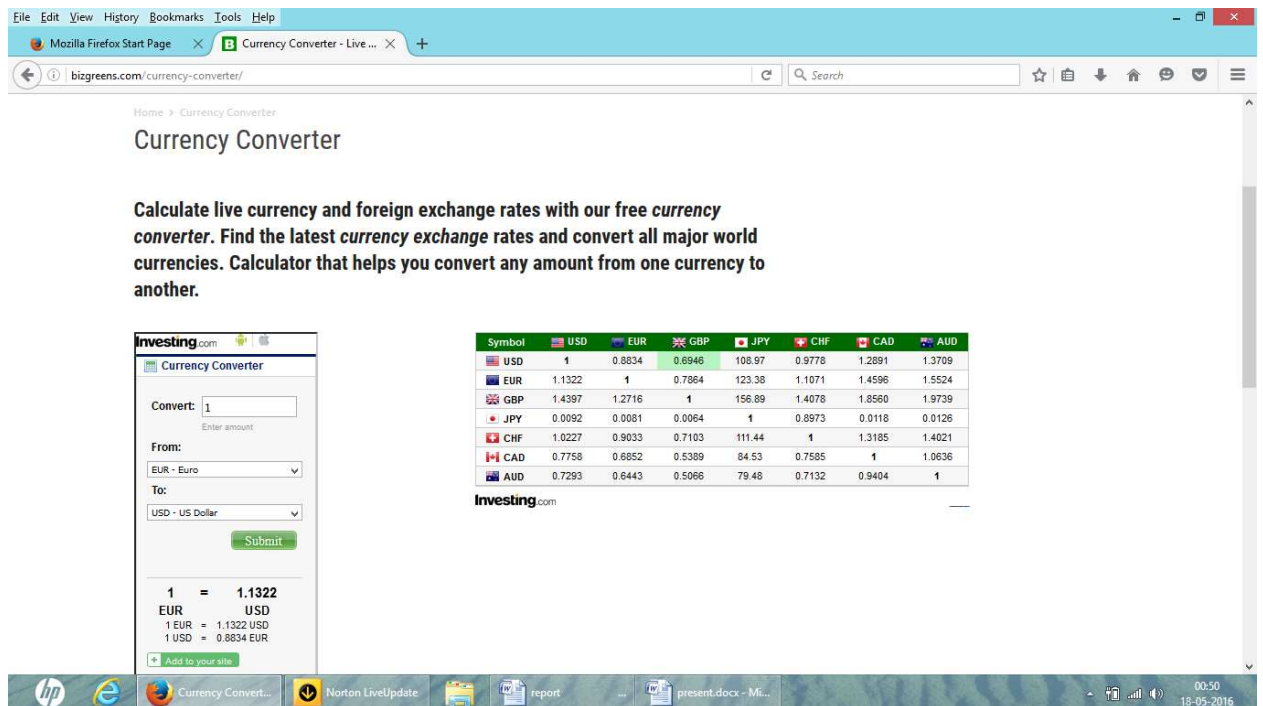 File Edit View History Bookmarks Tools Help
Mozilla Firefox Start Page
Currency Converter - Live ...
bizgreens.com/currency-converter/
Search
Home > Currency Converter
Currency Converter
Calculate live currency and foreign exchange rates with our free currency
converter. Find the latest currency exchange rates and convert all major world
currencies. Calculator that helps you convert any amount from one currency to
another.
Investing.com
Currency Converter
Convert: 1
Enter amount
From:
EUR - Euro
To:
USD - US Dollar
Submit
1 = 1.1322
EUR USD
1 EUR = 1.1322 USD
1 USD = 0.8834 EUR
+ Add to your site
Symbol USD EUR GBP JPY CHF CAD AUD
USD 1 0.8834 0.6946 108.97 0.9778 1.2891 1.3709
EUR 1.1322 1 0.7864 123.38 1.1071 1.4596 1.5524
GBP 1.4397 1.2716 1 156.89 1.4078 1.8560 1.9739
JPY 0.0092 0.0081 0.0064 1 0.8973 0.0118 0.0126
CHF 1.0227 0.9033 0.7103 111.44 1 1.3185 1.4021
CAD 0.7758 0.6852 0.5389 84.53 0.7585 1 1.0636
AUD 0.7293 0.6443 0.5066 79.48 0.7132 0.9404 1
Investing.com
hp
Currency Convert...
Norton LiveUpdate
report ...
present.docx - Mi...
00:50
18-05-2016